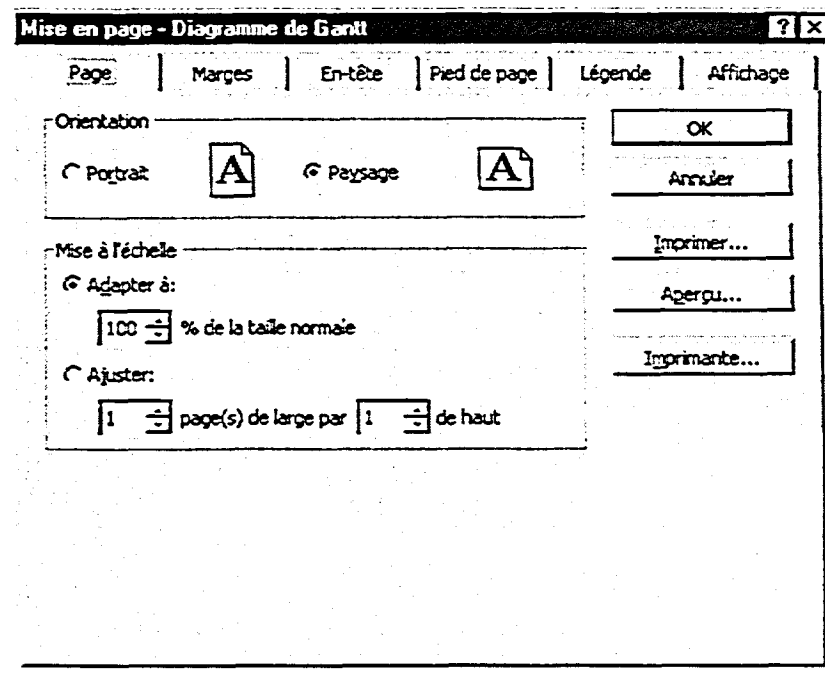 Mise en page - Diagramme de Gantt
Page Marges En-tête Pied de page Légende Affichage
Orientation
Portrait A Paysage A
Mise à l'échelle
Adapter à:
100 % de la taille normale
Ajuster:
1 page(s) de large par 1 de haut
OK
Annuler
Imprimer...
Aperçu...
Imprimante...